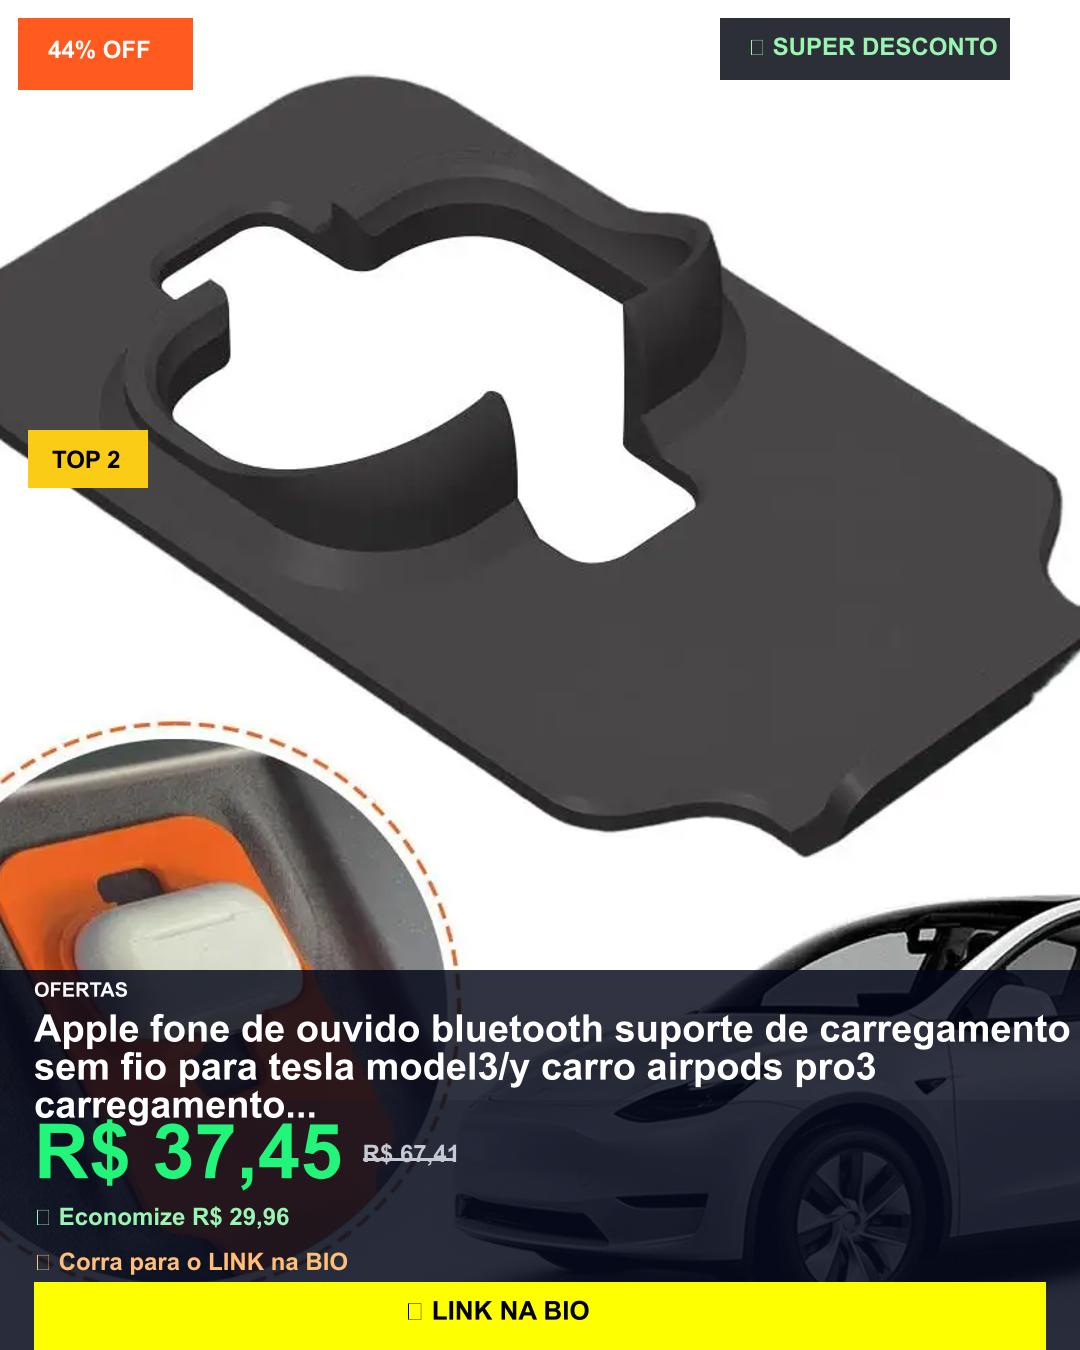 44% OFF
SUPER DESCONTO
TOP 2
OFERTAS
Apple fone de ouvido bluetooth suporte de carregamento
sem fio para tesla model3/y carro airpods pro3
carregamento...
R$ 37,45 R$ 67,41
Economize R$ 29,96
Corra para o LINK na BIO
LINK NA BIO